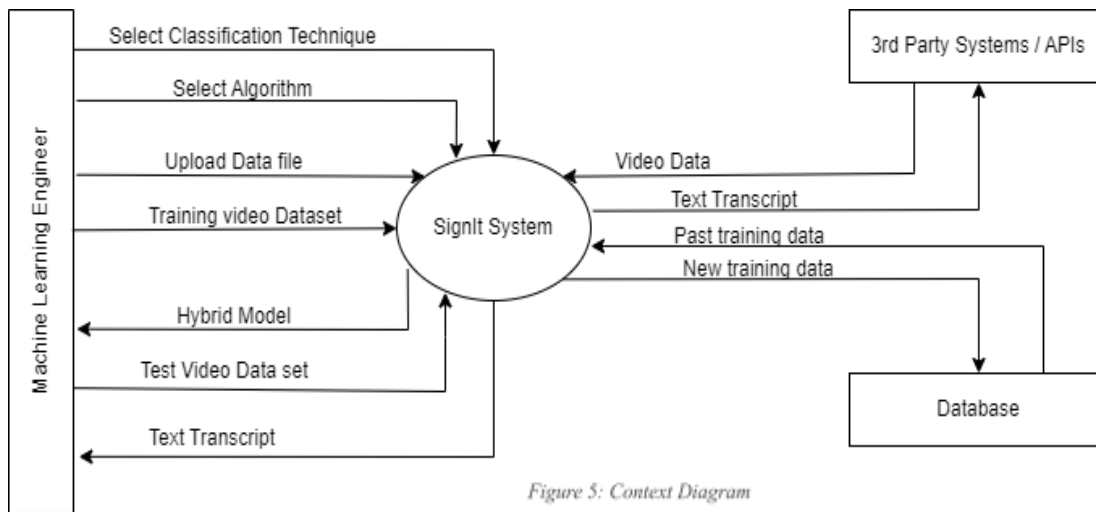 Machine Learning Engineer
Select Classification Technique
Select Algorithm
Upload Data file
Training video Dataset
Hybrid Model
Test Video Data set
Text Transcript
SignIt System
3rd Party Systems / APIs
Video Data
Text Transcript
Past training data
New training data
Database
Figure 5: Context Diagram